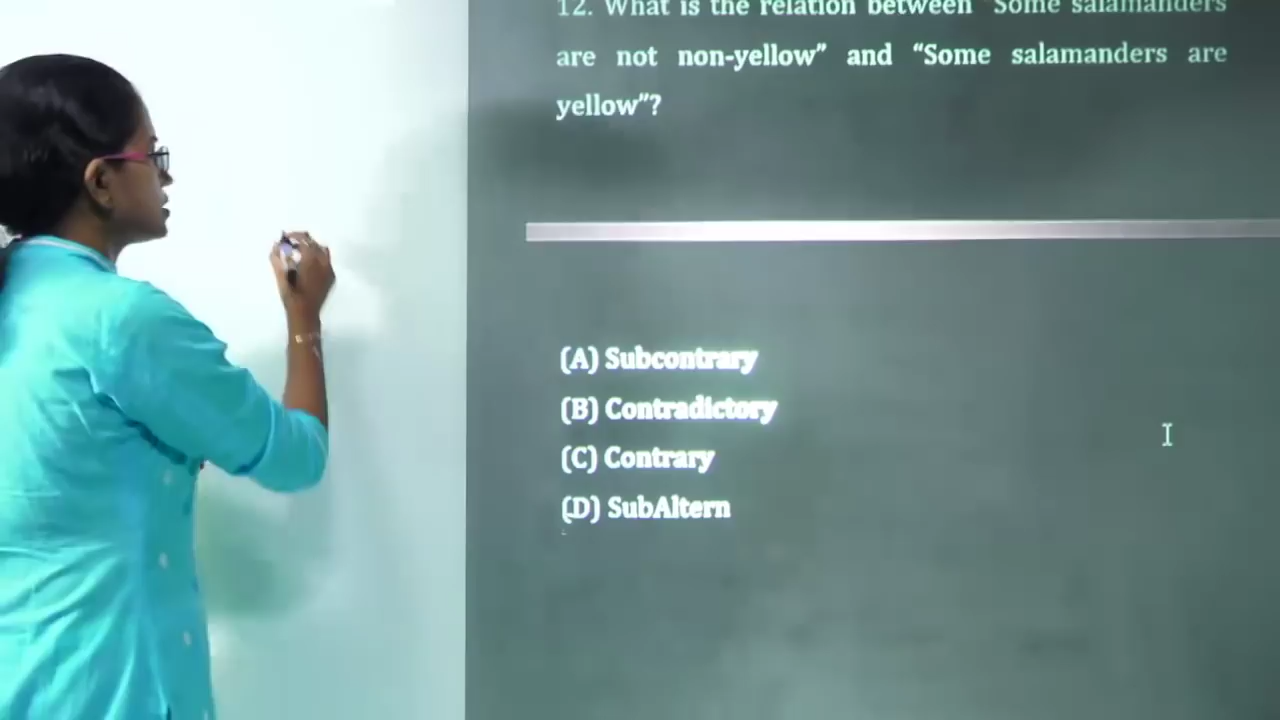 12. What is the relation between “Some salamanders
are not non-yellow” and “Some salamanders are
yellow”?
(A) Subcontrary
(B) Contradictory
(C) Contrary
(D) SubAltern